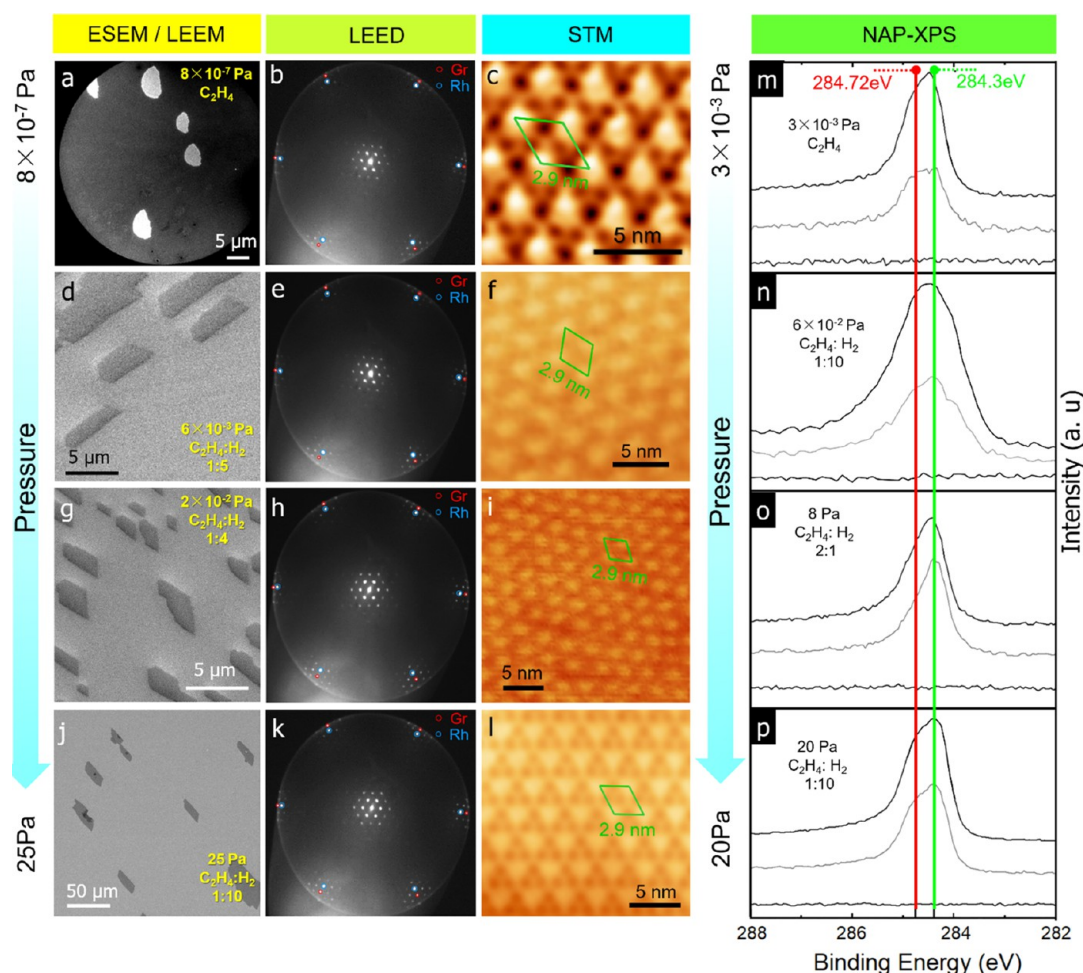 ESEM / LEEM
LEED
STM
NAP-XPS
8×10⁻⁷ Pa
Pressure
25Pa
a
8×10⁻⁷ Pa
C₂H₄
5 μm
b
Gr
Rh
c
2.9 nm
5 nm
d
6×10⁻³ Pa
C₂H₄:H₂
1:5
5 μm
e
Gr
Rh
f
2.9 nm
5 nm
g
2×10⁻² Pa
C₂H₄:H₂
1:4
5 μm
h
Gr
Rh
i
2.9 nm
5 nm
j
25 Pa
C₂H₄:H₂
1:10
50 μm
k
Gr
Rh
l
2.9 nm
5 nm
3×10⁻³ Pa
Pressure
20Pa
m
284.72eV
284.3eV
3×10⁻³ Pa
C₂H₄
n
6×10⁻² Pa
C₂H₄: H₂
1:10
o
8 Pa
C₂H₄: H₂
2:1
p
20 Pa
C₂H₄: H₂
1:10
Intensity (a. u)
288 286 284 282
Binding Energy (eV)